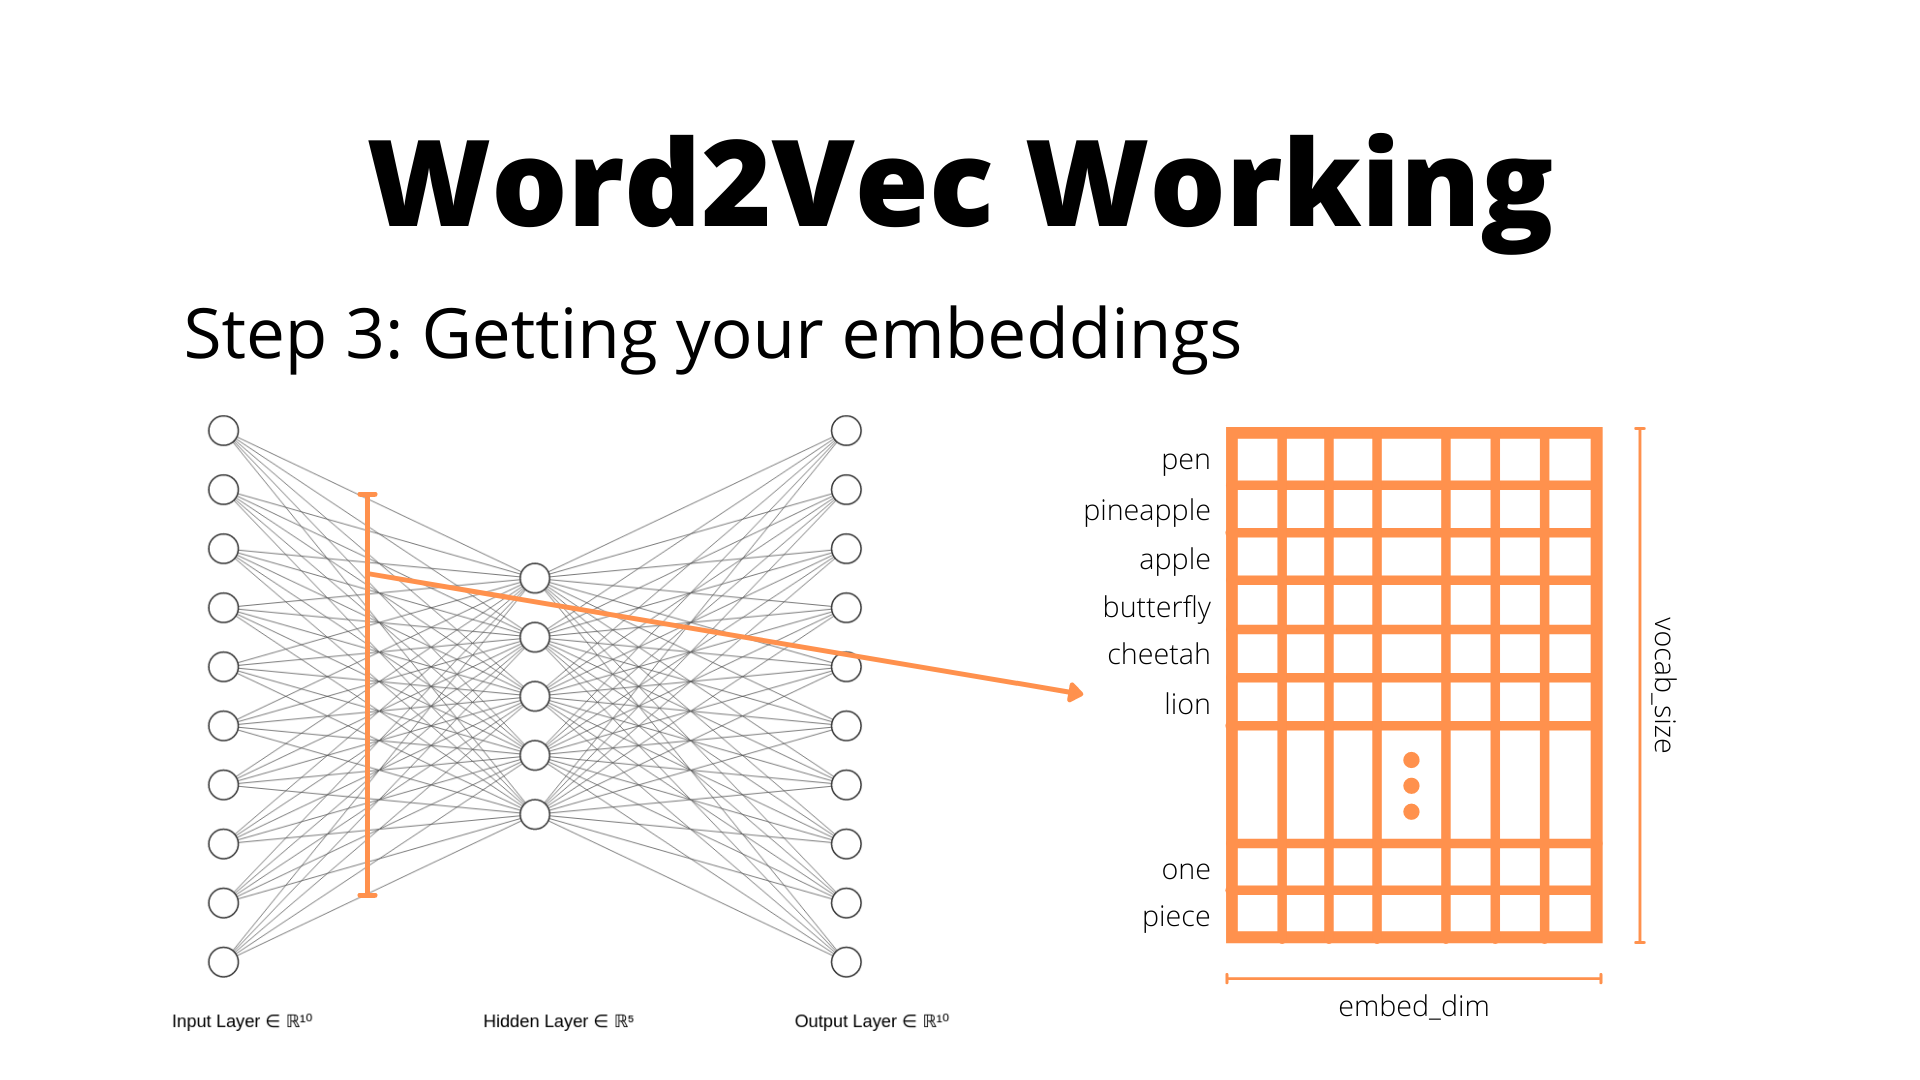 Word2Vec Working
Step 3: Getting your embeddings
pen
pineapple
apple
butterfly
cheetah
lion
one
piece
vocab_size
embed_dim
Input Layer ∈ ℝ¹⁰
Hidden Layer ∈ ℝ⁵
Output Layer ∈ ℝ¹⁰